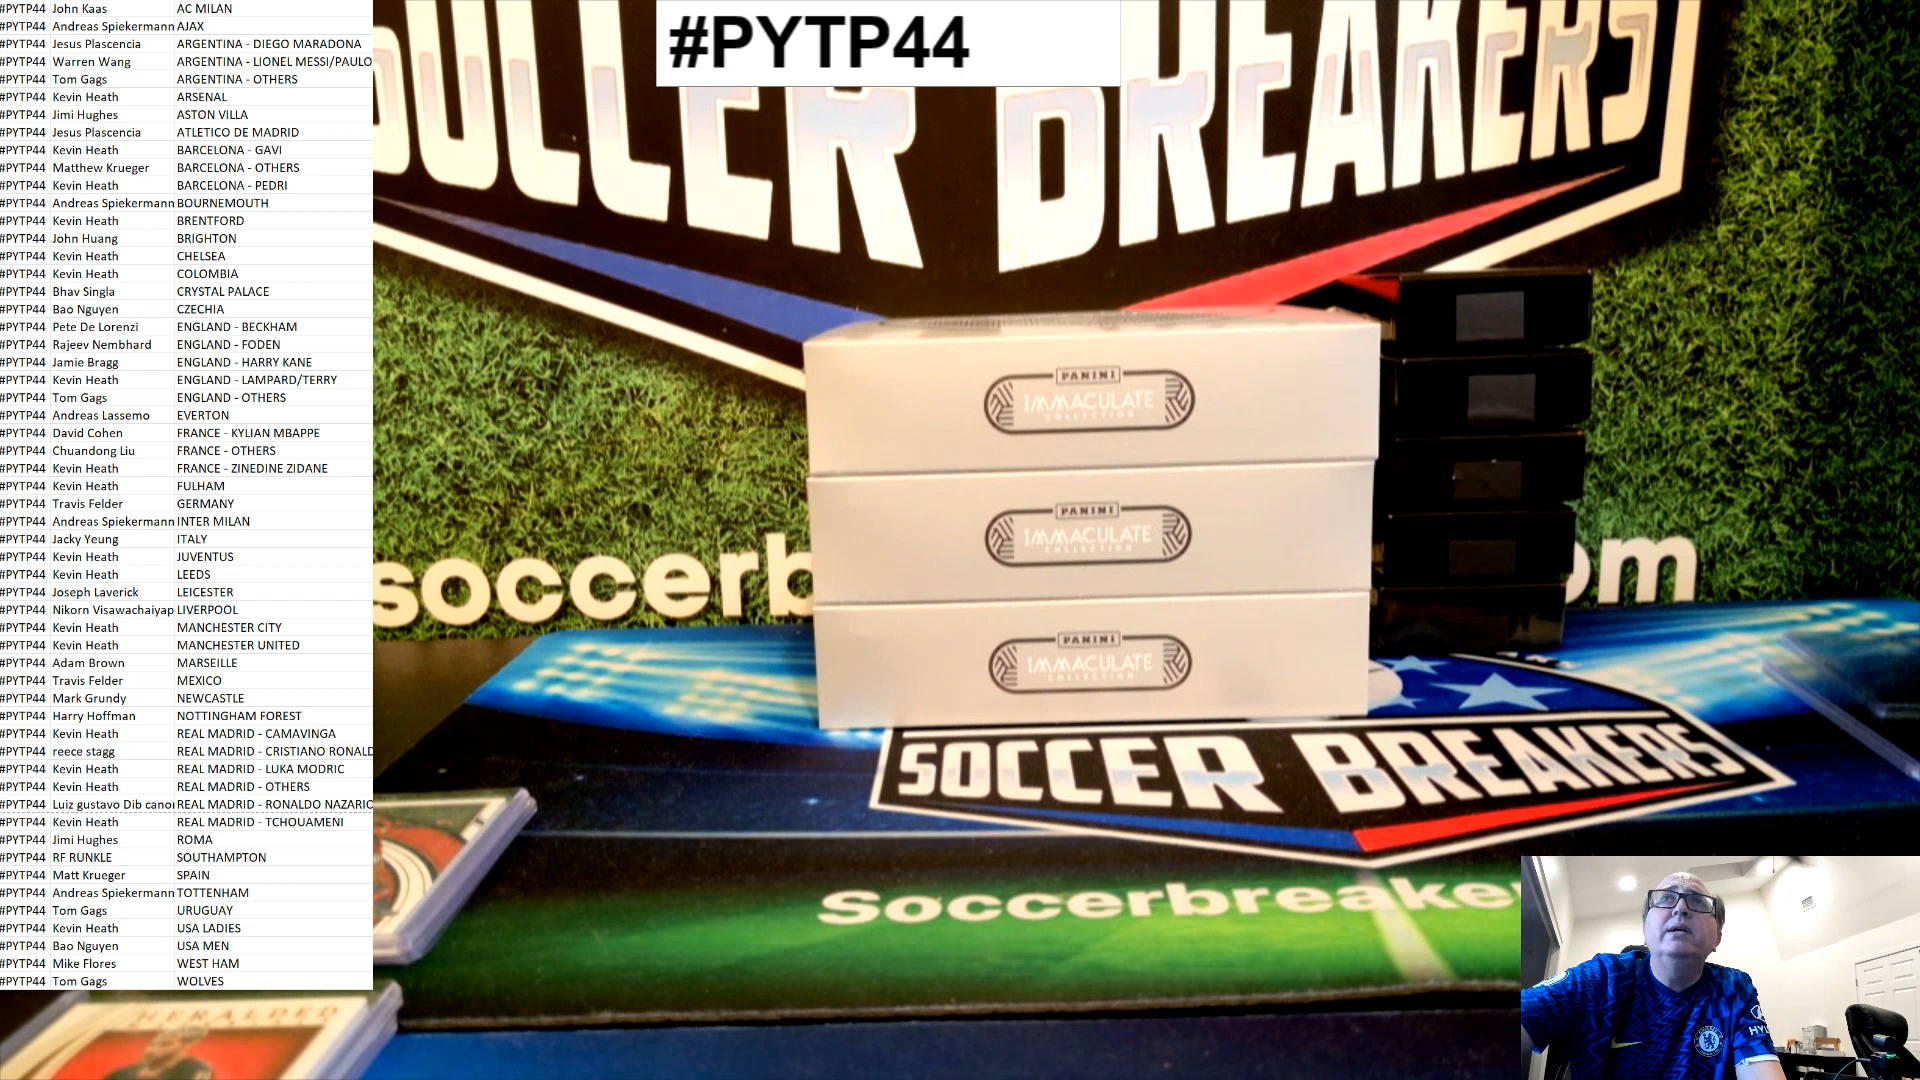 #PYTP44 John Kaas AC MILAN
#PYTP44 Andreas Spiekermann AJAX
#PYTP44 Jesus Plascencia ARGENTINA - DIEGO MARADONA
#PYTP44 Warren Wang ARGENTINA - LIONEL MESSI/PAULO
#PYTP44 Tom Gags ARGENTINA - OTHERS
#PYTP44 Kevin Heath ARSENAL
#PYTP44 Jimi Hughes ASTON VILLA
#PYTP44 Jesus Plascencia ATLETICO DE MADRID
#PYTP44 Kevin Heath BARCELONA - GAVI
#PYTP44 Matthew Krueger BARCELONA - OTHERS
#PYTP44 Kevin Heath BARCELONA - PEDRI
#PYTP44 Andreas Spiekermann BOURNEMOUTH
#PYTP44 Kevin Heath BRENTFORD
#PYTP44 John Huang BRIGHTON
#PYTP44 Kevin Heath CHELSEA
#PYTP44 Kevin Heath COLOMBIA
#PYTP44 Bhav Singla CRYSTAL PALACE
#PYTP44 Bao Nguyen CZECHIA
#PYTP44 Pete De Lorenzi ENGLAND - BECKHAM
#PYTP44 Rajeev Nembhard ENGLAND - FODEN
#PYTP44 Jamie Bragg ENGLAND - HARRY KANE
#PYTP44 Kevin Heath ENGLAND - LAMPARD/TERRY
#PYTP44 Tom Gags ENGLAND - OTHERS
#PYTP44 Andreas Lassemo EVERTON
#PYTP44 David Cohen FRANCE - KYLIAN MBAPPE
#PYTP44 Chuandong Liu FRANCE - OTHERS
#PYTP44 Kevin Heath FRANCE - ZINEDINE ZIDANE
#PYTP44 Kevin Heath FULHAM
#PYTP44 Travis Felder GERMANY
#PYTP44 Andreas Spiekermann INTER MILAN
#PYTP44 Jacky Yeung ITALY
#PYTP44 Kevin Heath JUVENTUS
#PYTP44 Kevin Heath LEEDS
#PYTP44 Joseph Laverick LEICESTER
#PYTP44 Nikorn Visawachaiyap LIVERPOOL
#PYTP44 Kevin Heath MANCHESTER CITY
#PYTP44 Kevin Heath MANCHESTER UNITED
#PYTP44 Adam Brown MARSEILLE
#PYTP44 Travis Felder MEXICO
#PYTP44 Mark Grundy NEWCASTLE
#PYTP44 Harry Hoffman NOTTINGHAM FOREST
#PYTP44 Kevin Heath REAL MADRID - CAMAVINGA
#PYTP44 reece stagg REAL MADRID - CRISTIANO RONALD
#PYTP44 Kevin Heath REAL MADRID - LUKA MODRIC
#PYTP44 Kevin Heath REAL MADRID - OTHERS
#PYTP44 Luiz gustavo Dib canoi REAL MADRID - RONALDO NAZARIO
#PYTP44 Kevin Heath REAL MADRID - TCHOUAMENI
#PYTP44 Jimi Hughes ROMA
#PYTP44 RF RUNKLE SOUTHAMPTON
#PYTP44 Matt Krueger SPAIN
#PYTP44 Andreas Spiekermann TOTTENHAM
#PYTP44 Tom Gags URUGUAY
#PYTP44 Kevin Heath USA LADIES
#PYTP44 Bao Nguyen USA MEN
#PYTP44 Mike Flores WEST HAM
#PYTP44 Tom Gags WOLVES
#PYTP44
SOCCER BREAKERS
soccerb om
PANINI
IMMACULATE
COLLECTION
PANINI
IMMACULATE
COLLECTION
PANINI
IMMACULATE
COLLECTION
SOCCER BREAKERS
Soccerbreake
HERALDED
HY